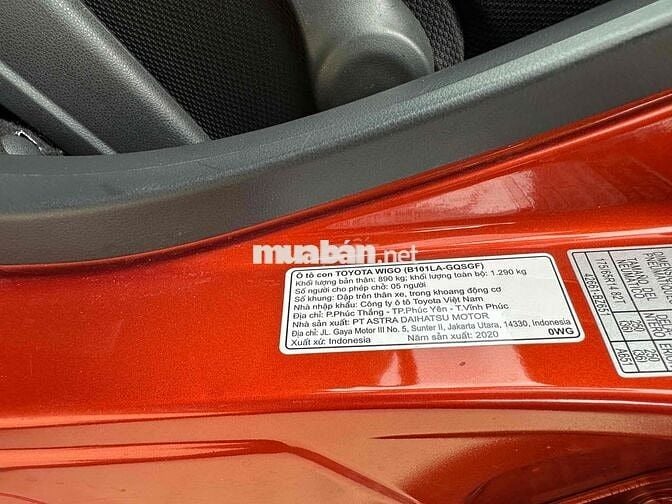 muaban.net
Ô tô con TOYOTA WIGO (B101LA-GQSGF)
Khối lượng bản thân: 890 kg; khối lượng toàn bộ: 1.290 kg
Số người cho phép chở: 05 người
Số khung: Dập trên thân xe, trong khoang động cơ
Nhà nhập khẩu: Công ty ô tô Toyota Việt Nam
Địa chỉ: P.Phúc Thắng - TP.Phúc Yên - T.Vĩnh Phúc
Nhà sản xuất: PT ASTRA DAIHATSU MOTOR
Địa chỉ: JL. Gaya Motor III No. 5, Sunter II, Jakarta Utara, 14330, Indonesia
Xuất xứ: Indonesia Năm sản xuất: 2020 0WG
175/65R14 82T